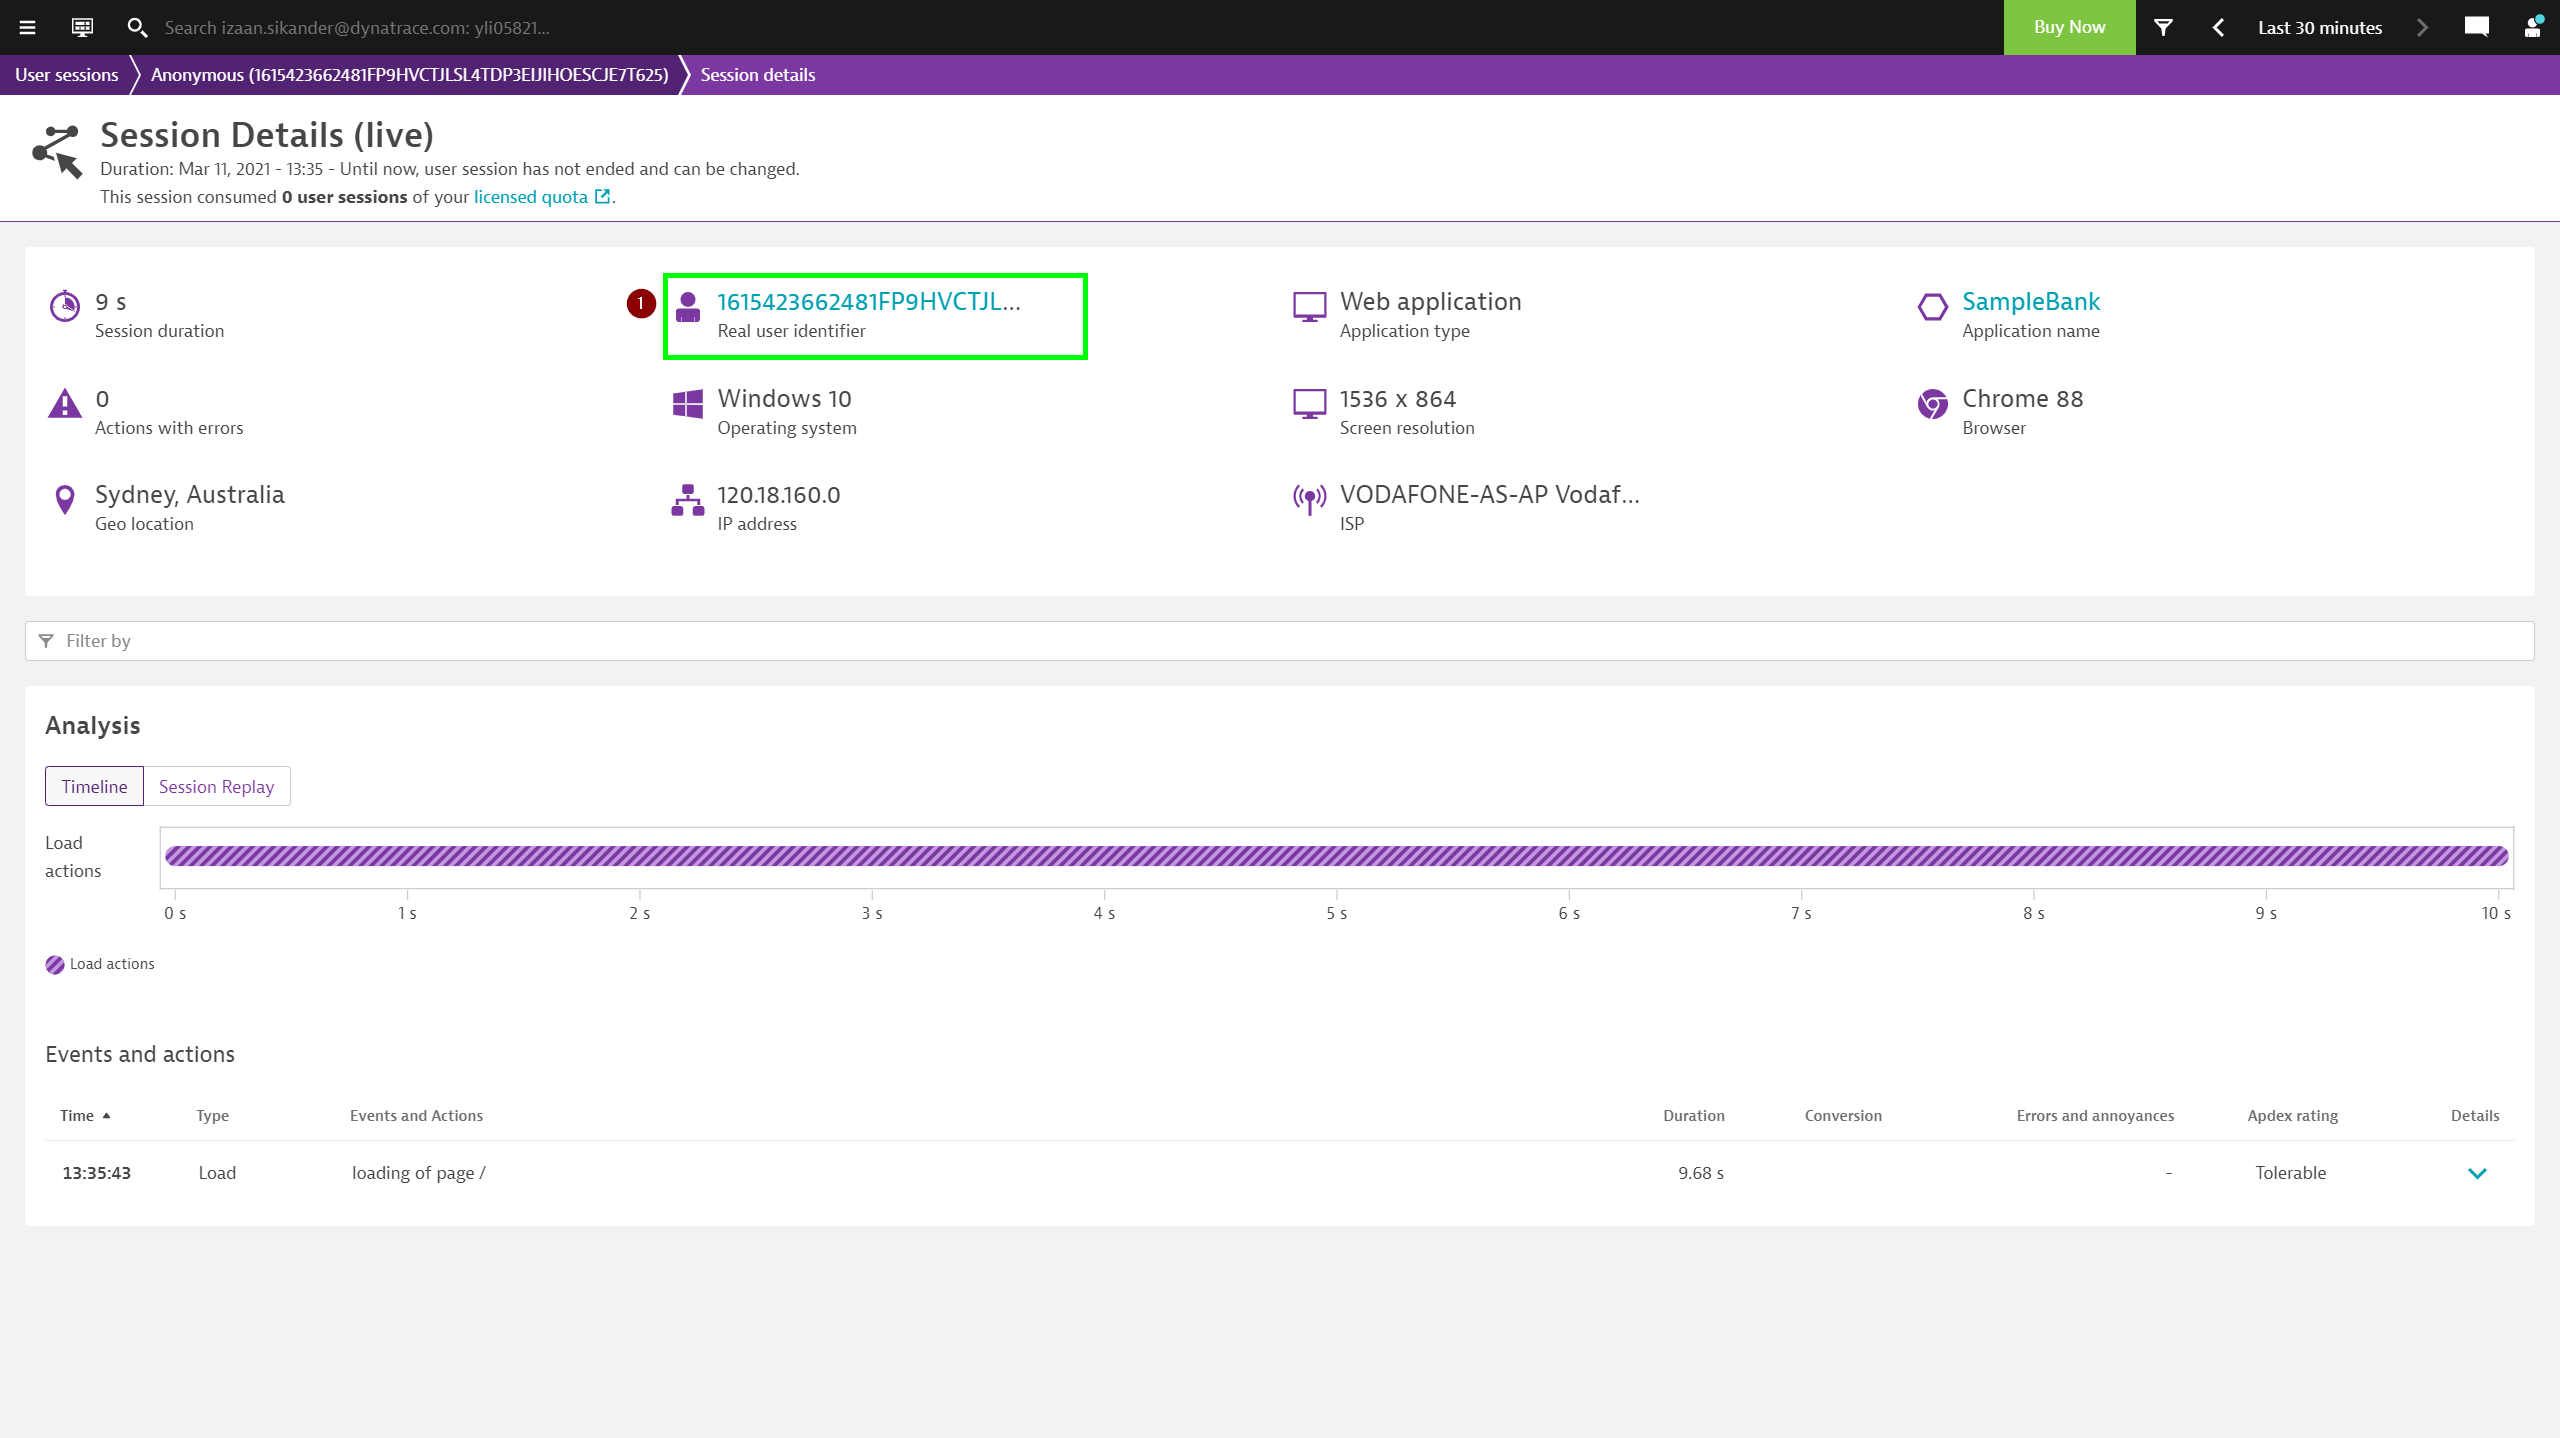 Search izaan.sikander@dynatrace.com: yli05821...
Buy Now
Last 30 minutes
User sessions
Anonymous (1615423662481FP9HVCTJLSL4TDP3EIJIHOESCJE7T625)
Session details
Session Details (live)
Duration: Mar 11, 2021 - 13:35 - Until now, user session has not ended and can be changed.
This session consumed 0 user sessions of your licensed quota .
9 s
Session duration
1
1615423662481FP9HVCTJL...
Real user identifier
Web application
Application type
SampleBank
Application name
0
Actions with errors
Windows 10
Operating system
1536 x 864
Screen resolution
Chrome 88
Browser
Sydney, Australia
Geo location
120.18.160.0
IP address
VODAFONE-AS-AP Vodaf...
ISP
Filter by
Analysis
Timeline
Session Replay
Load
actions
0 s 1 s 2 s 3 s 4 s 5 s 6 s 7 s 8 s 9 s 10 s
Load actions
Events and actions
Time Type Events and Actions Duration Conversion Errors and annoyances Apdex rating Details
13:35:43 Load loading of page / 9.68 s - Tolerable